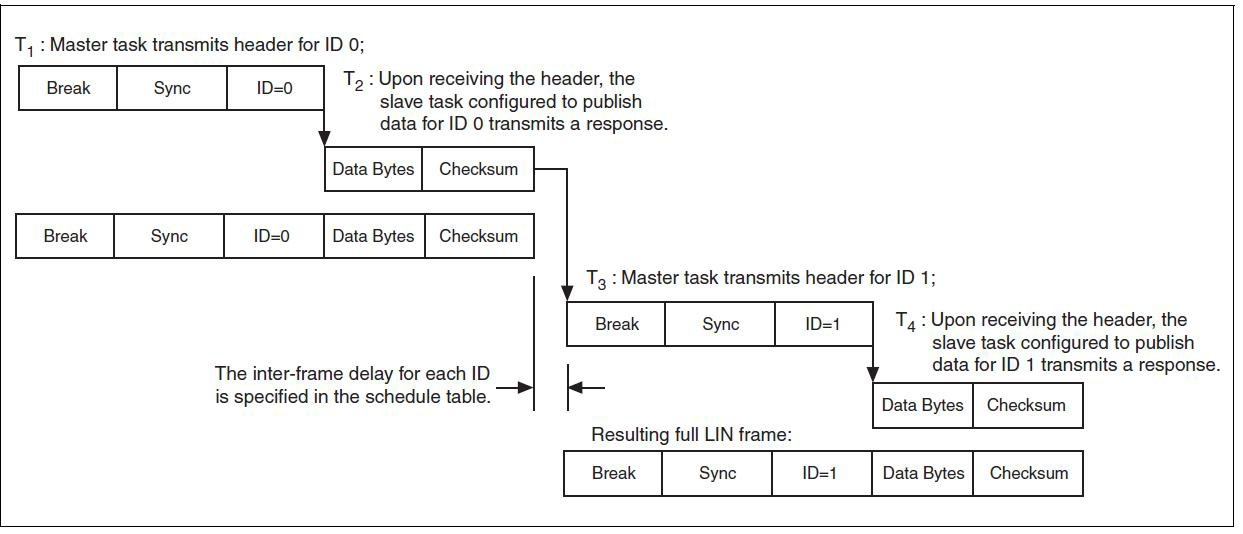 T1 : Master task transmits header for ID 0;
Break Sync ID=0
T2 : Upon receiving the header, the
slave task configured to publish
data for ID 0 transmits a response.
Data Bytes Checksum
Break Sync ID=0 Data Bytes Checksum
T3 : Master task transmits header for ID 1;
Break Sync ID=1
T4 : Upon receiving the header, the
slave task configured to publish
data for ID 1 transmits a response.
The inter-frame delay for each ID
is specified in the schedule table.
Data Bytes Checksum
Resulting full LIN frame:
Break Sync ID=1 Data Bytes Checksum